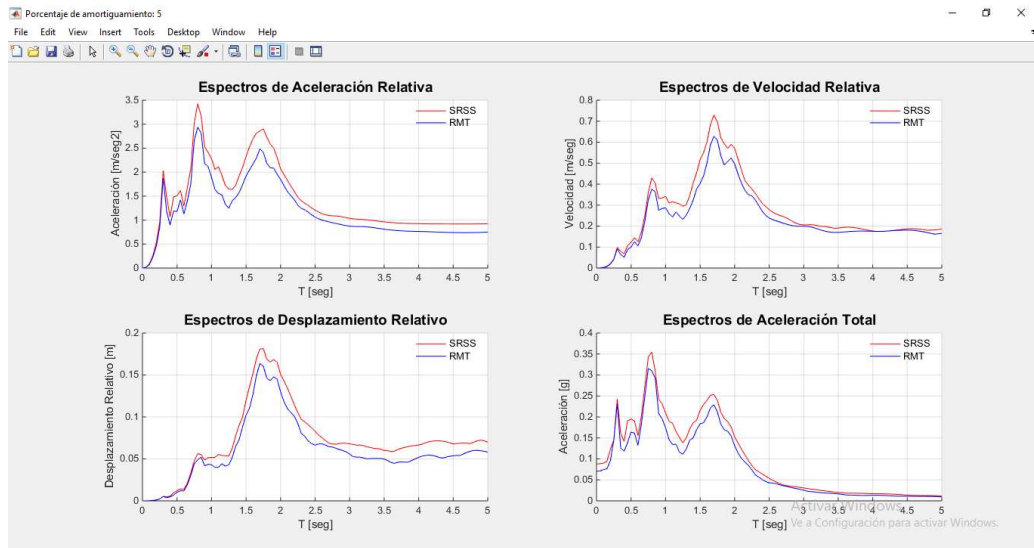 Porcentaje de amortiguamiento: 5
File Edit View Insert Tools Desktop Window Help
Espectros de Aceleración Relativa
3.5
3
2.5
2
1.5
1
0.5
0
Aceleración [m/seg2]
SRSS
RMT
0 0.5 1 1.5 2 2.5 3 3.5 4 4.5 5
T [seg]
Espectros de Velocidad Relativa
0.8
0.7
0.6
0.5
0.4
0.3
0.2
0.1
0
Velocidad [m/seg]
SRSS
RMT
0 0.5 1 1.5 2 2.5 3 3.5 4 4.5 5
T [seg]
Espectros de Desplazamiento Relativo
0.2
0.15
0.1
0.05
0
Desplazamiento Relativo [m]
SRSS
RMT
0 0.5 1 1.5 2 2.5 3 3.5 4 4.5 5
T [seg]
Espectros de Aceleración Total
0.4
0.35
0.3
0.25
0.2
0.15
0.1
0.05
0
Aceleración [g]
SRSS
RMT
0 0.5 1 1.5 2 2.5 3 3.5 4 4.5 5
T [seg]
Activar Windows
Ve a Configuración para activar Windows.